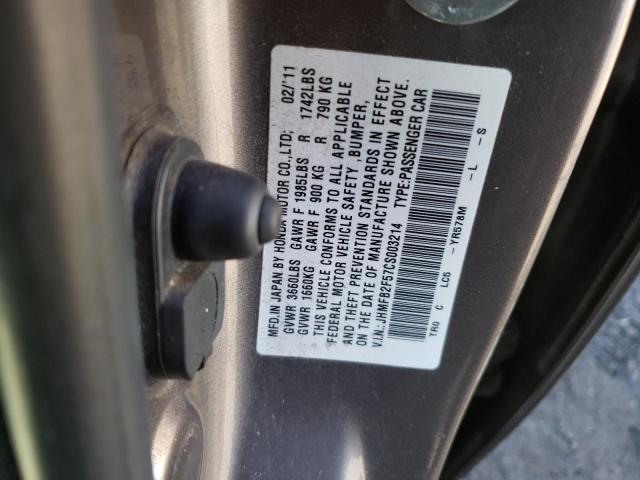 MFD.IN JAPAN BY HONDA MOTOR CO.,LTD; 02/'11
GVWR 3660LBS GAWR F 1985LBS R 1742LBS
GVWR 1660KG GAWR F 900 KG R 790 KG
THIS VEHICLE CONFORMS TO ALL APPLICABLE
FEDERAL MOTOR VEHICLE SAFETY ,BUMPER,
AND THEFT PREVENTION STANDARDS IN EFFECT
ON THE DATE OF MANUFACTURE SHOWN ABOVE.
V.I.N.:JHMFB2F57CS003214 TYPE:PASSENGER CAR
TR0 C LC5 -YR578M -L -S